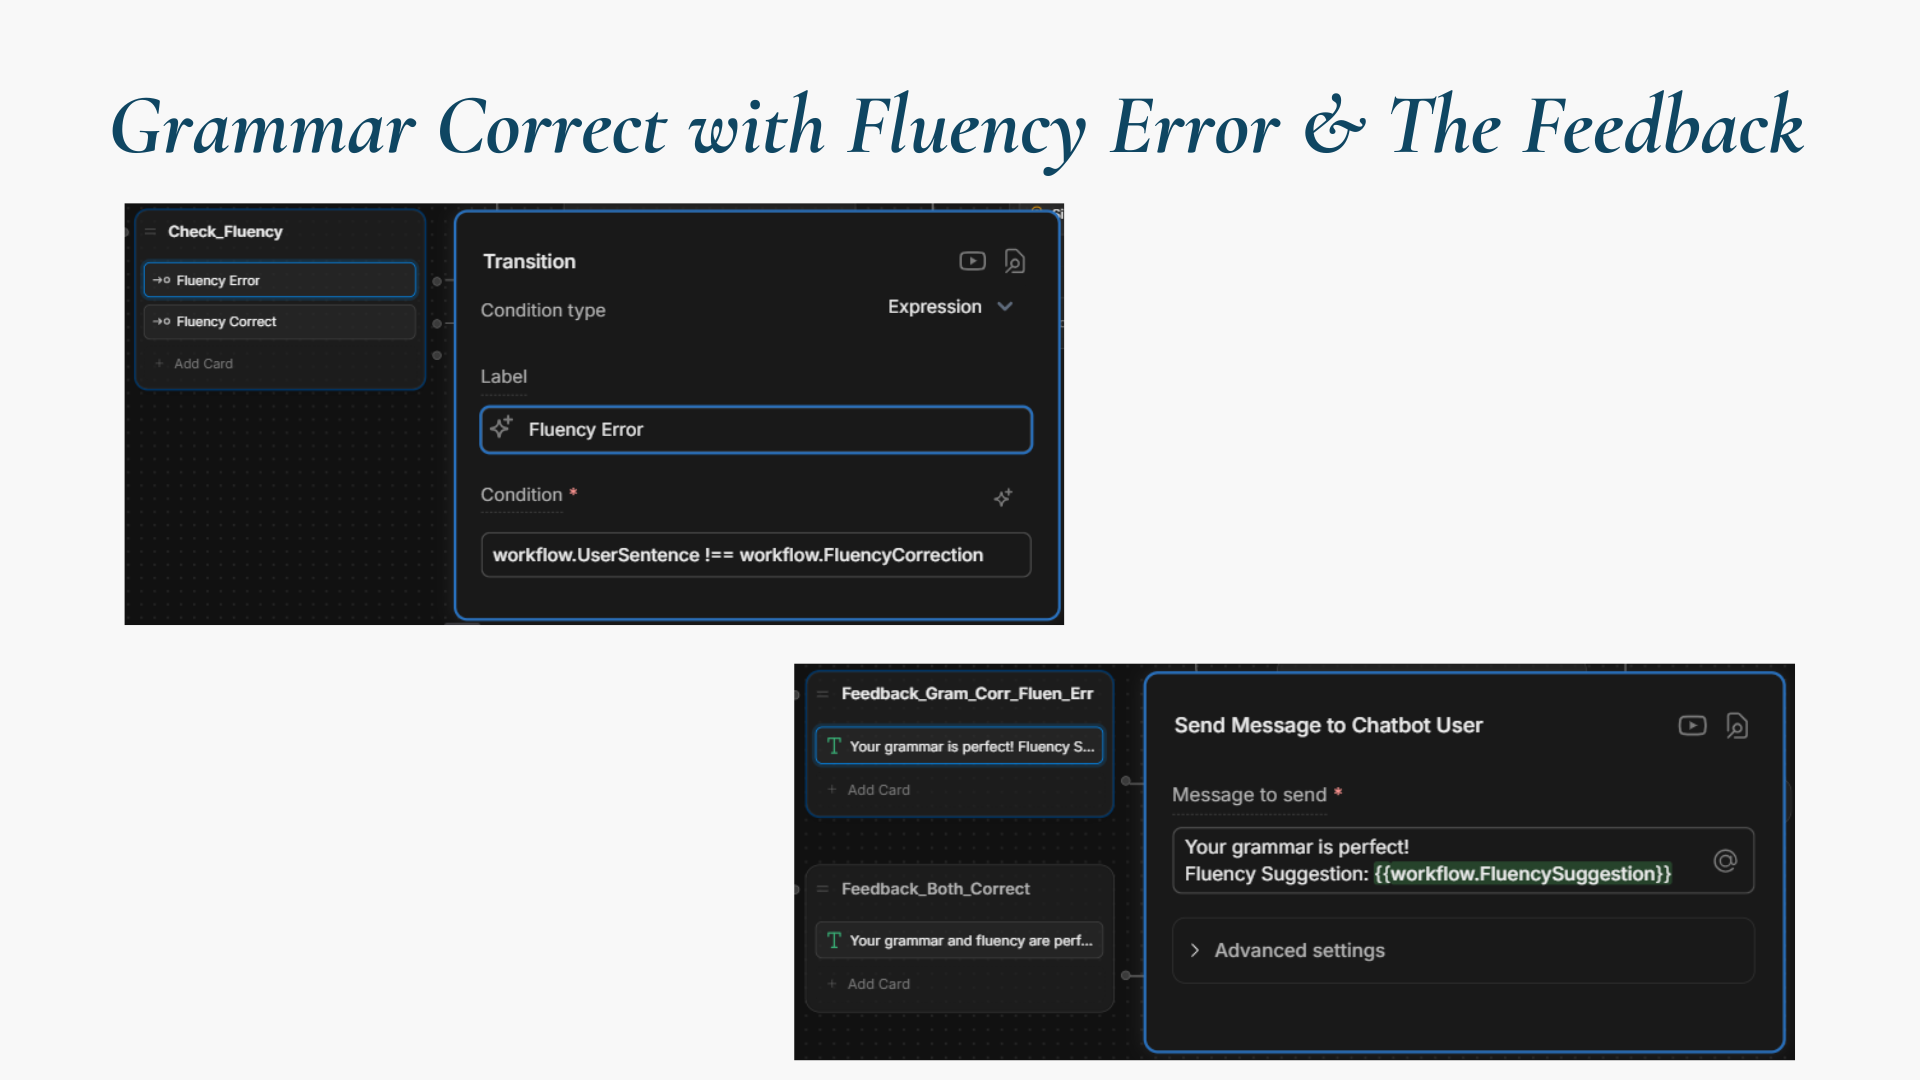 Grammar Correct with Fluency Error & The Feedback
Check_Fluency
Fluency Error
Fluency Correct
+ Add Card
Transition
Condition type
Expression
Label
Fluency Error
Condition *
workflow.UserSentence !== workflow.FluencyCorrection
Feedback_Gram_Corr_Fluen_Err
Your grammar is perfect! Fluency S...
+ Add Card
Feedback_Both_Correct
Your grammar and fluency are perf...
+ Add Card
Send Message to Chatbot User
Message to send *
Your grammar is perfect!
Fluency Suggestion: {{workflow.FluencySuggestion}}
Advanced settings